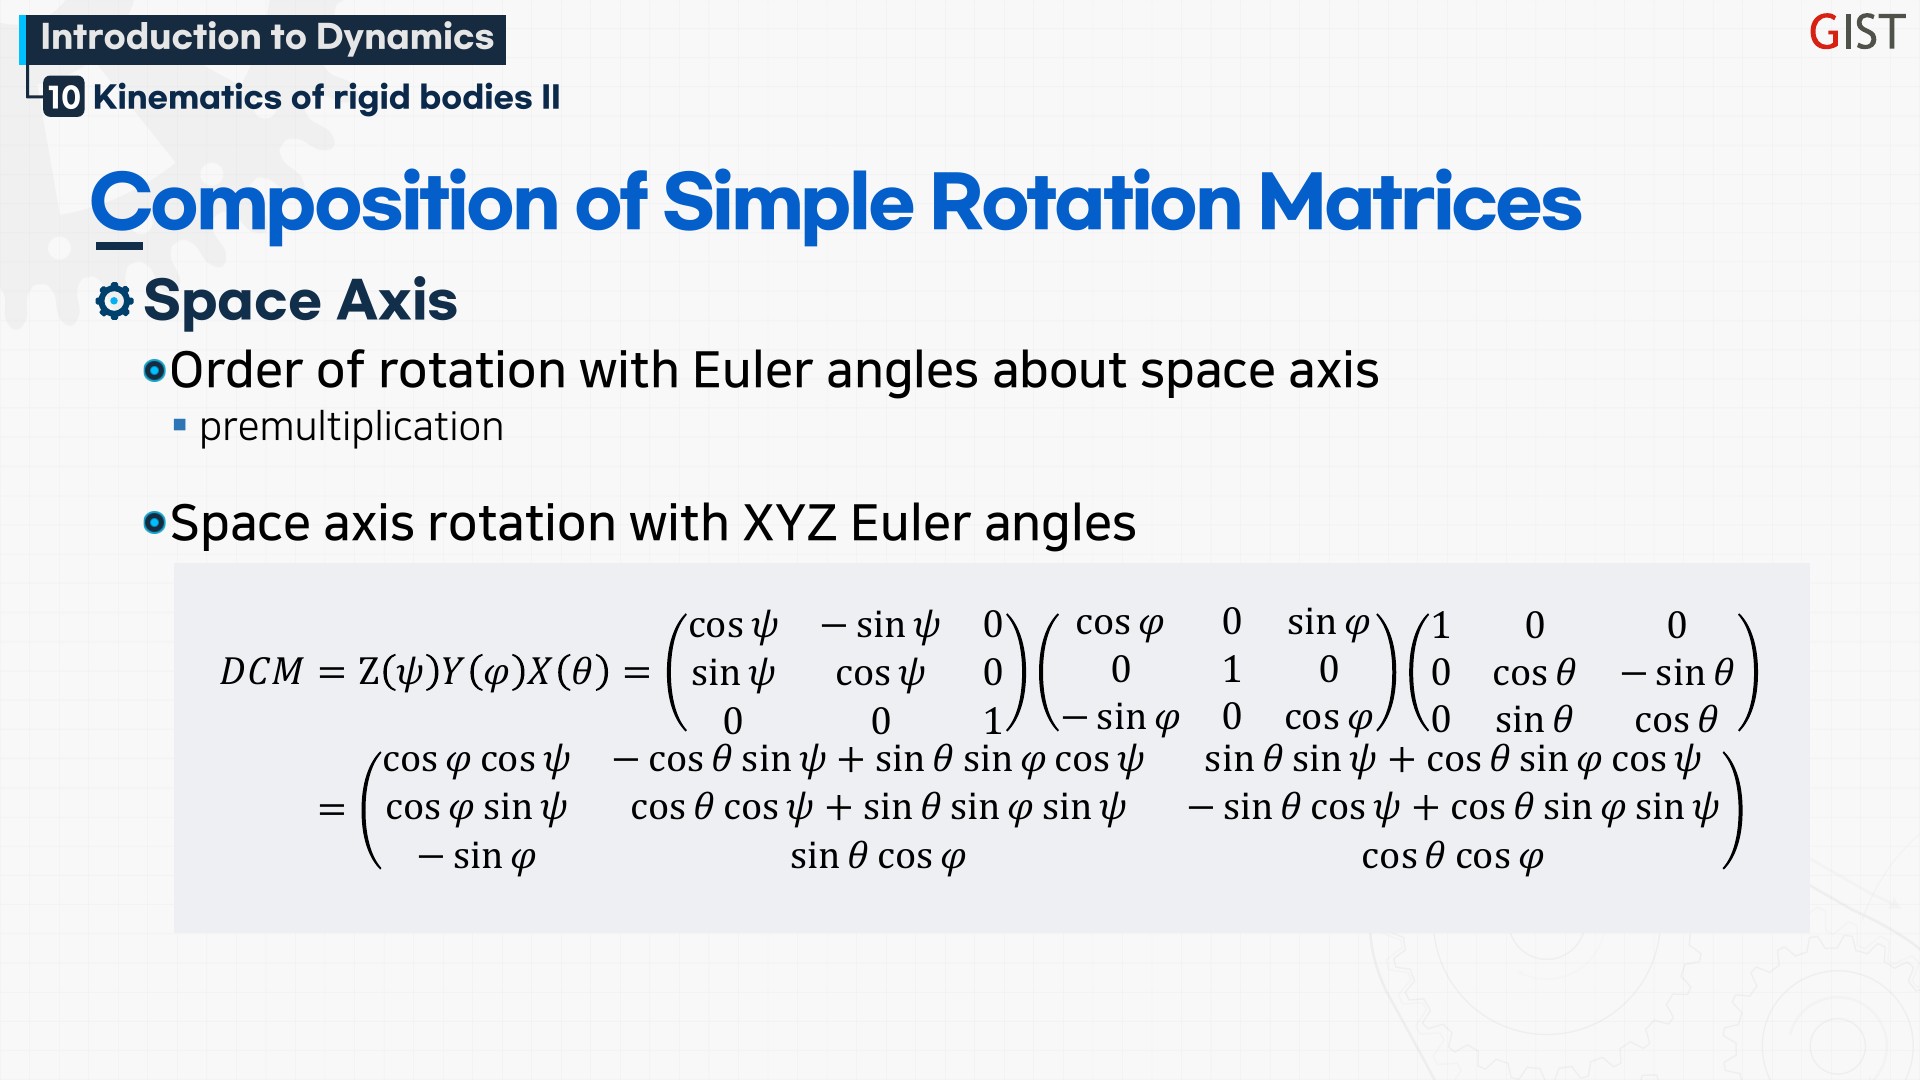 Introduction to Dynamics
GIST
10 Kinematics of rigid bodies II
Composition of Simple Rotation Matrices
Space Axis
Order of rotation with Euler angles about space axis
premultiplication
Space axis rotation with XYZ Euler angles
cos ψ − sin ψ 0 cos φ 0 sin φ 1 0 0
DCM = Z(ψ)Y(φ)X(θ) = sin ψ cos ψ 0 0 1 0 0 cos θ − sin θ
0 0 1 − sin φ 0 cos φ 0 sin θ cos θ
cos φ cos ψ − cos θ sin ψ + sin θ sin φ cos ψ sin θ sin ψ + cos θ sin φ cos ψ
= cos φ sin ψ cos θ cos ψ + sin θ sin φ sin ψ − sin θ cos ψ + cos θ sin φ sin ψ
− sin φ sin θ cos φ cos θ cos φ